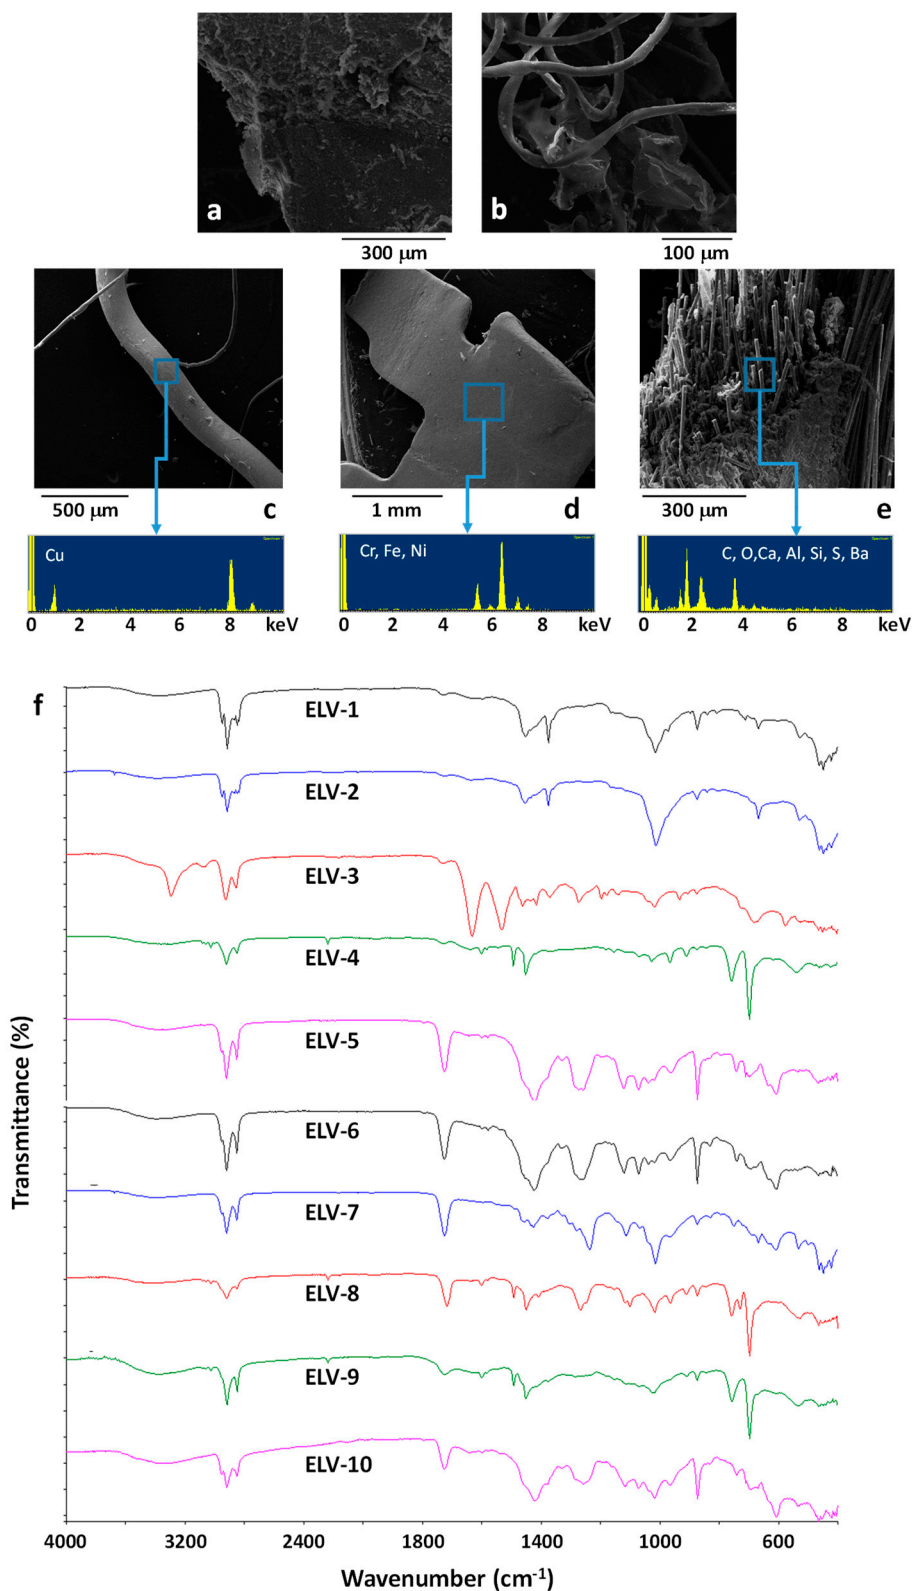 a
b
300 μm
100 μm
500 μm
c
1 mm
d
300 μm
e
Cu
Cr, Fe, Ni
C, O,Ca, Al, Si, S, Ba
0 2 4 6 8 keV
0 2 4 6 8 keV
0 2 4 6 8 keV
f
ELV-1
ELV-2
ELV-3
ELV-4
ELV-5
ELV-6
ELV-7
ELV-8
ELV-9
ELV-10
Transmittance (%)
4000 3200 2400 1800 1400 1000 600
Wavenumber (cm-1)